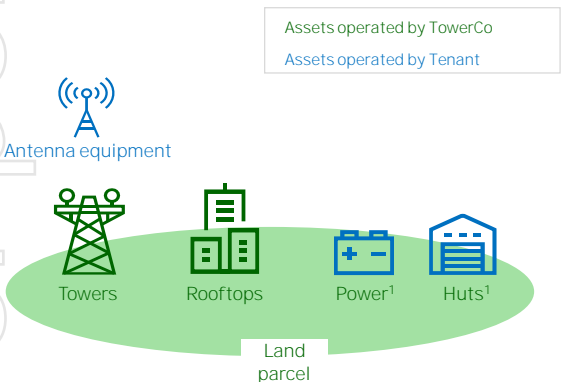 Assets operated by TowerCo
Assets operated by Tenant
Antenna equipment
Towers
Rooftops
Power¹
Huts¹
Land
parcel